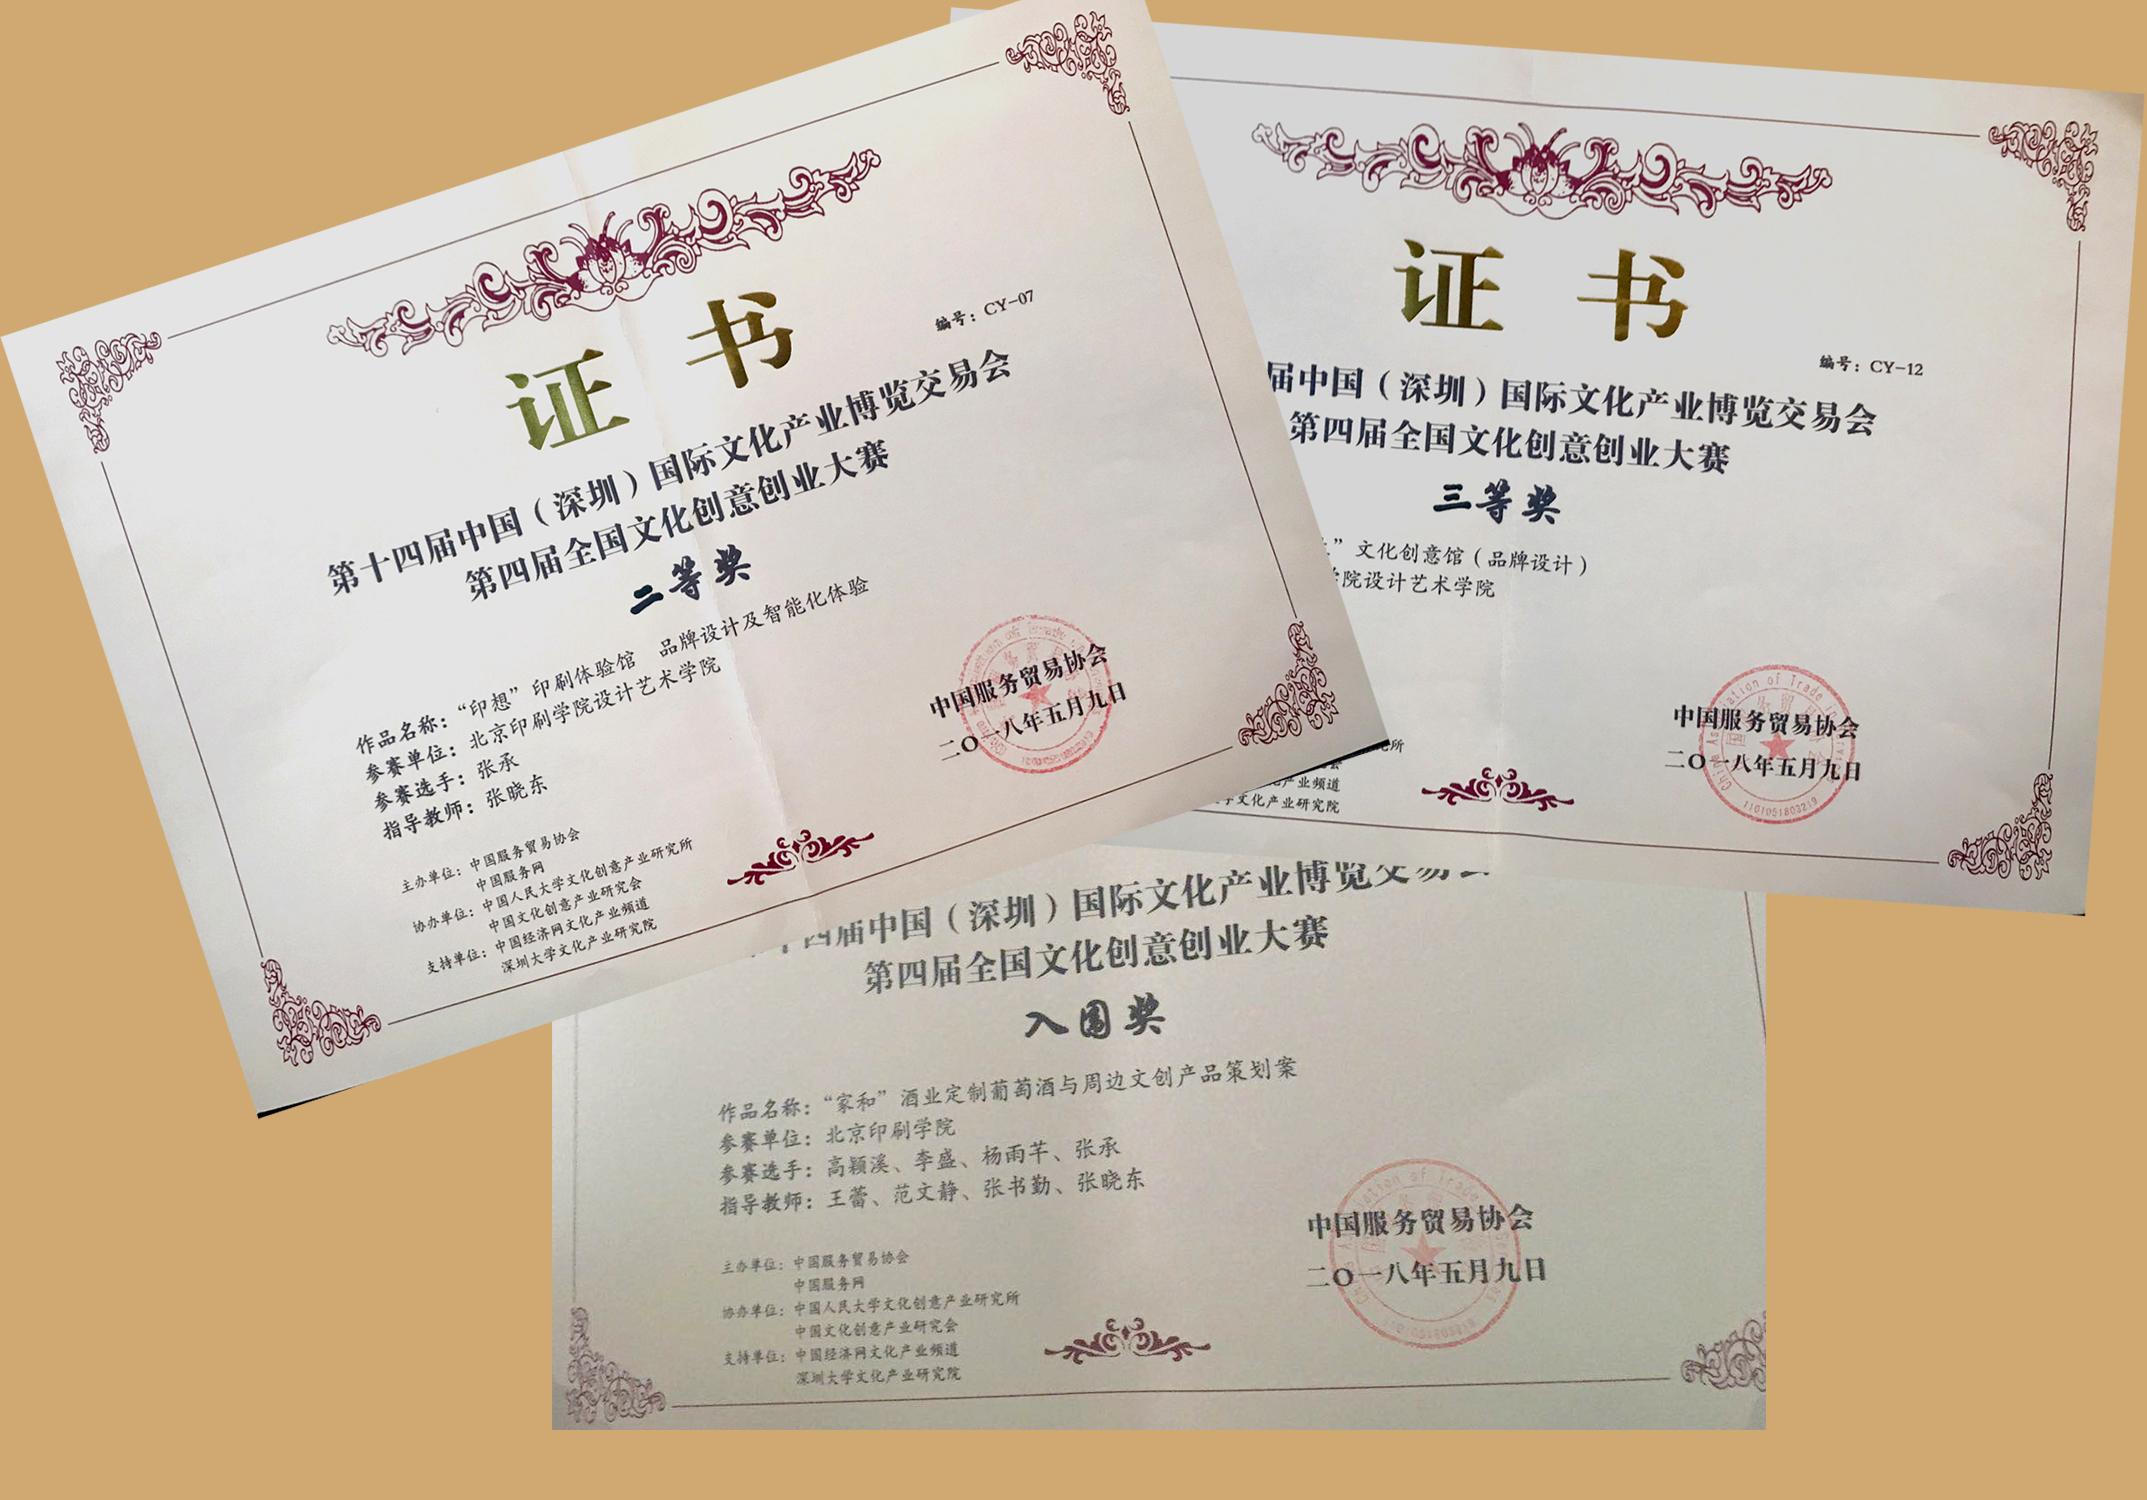 证书
编号：CY-07
第十四届中国（深圳）国际文化产业博览交易会
第四届全国文化创意创业大赛
二等奖
作品名称：“印想”印刷体验馆 品牌设计及智能化体验
参赛单位：北京印刷学院设计艺术学院
参赛选手：张承
指导教师：张晓东
主办单位：中国服务贸易协会
中国服务网
协办单位：中国人民大学文化创意产业研究所
中国文化创意产业研究会
支持单位：中国经济网文化产业频道
深圳大学文化产业研究院
中国服务贸易协会
二〇一八年五月九日
证书
编号：CY-12
届中国（深圳）国际文化产业博览交易会
第四届全国文化创意创业大赛
三等奖
”文化创意馆（品牌设计）
院设计艺术学院
中国服务贸易协会
二〇一八年五月九日
1101051803219
究所
产业频道
文化产业研究院
四届中国（深圳）国际文化产业博览交易会
第四届全国文化创意创业大赛
入围奖
作品名称：“家和”酒业定制葡萄酒与周边文创产品策划案
参赛单位：北京印刷学院
参赛选手：高颖溪、李盛、杨雨芊、张承
指导教师：王蕾、范文静、张书勤、张晓东
主办单位：中国服务贸易协会
中国服务网
协办单位：中国人民大学文化创意产业研究所
中国文化创意产业研究会
支持单位：中国经济网文化产业频道
深圳大学文化产业研究院
中国服务贸易协会
二〇一八年五月九日